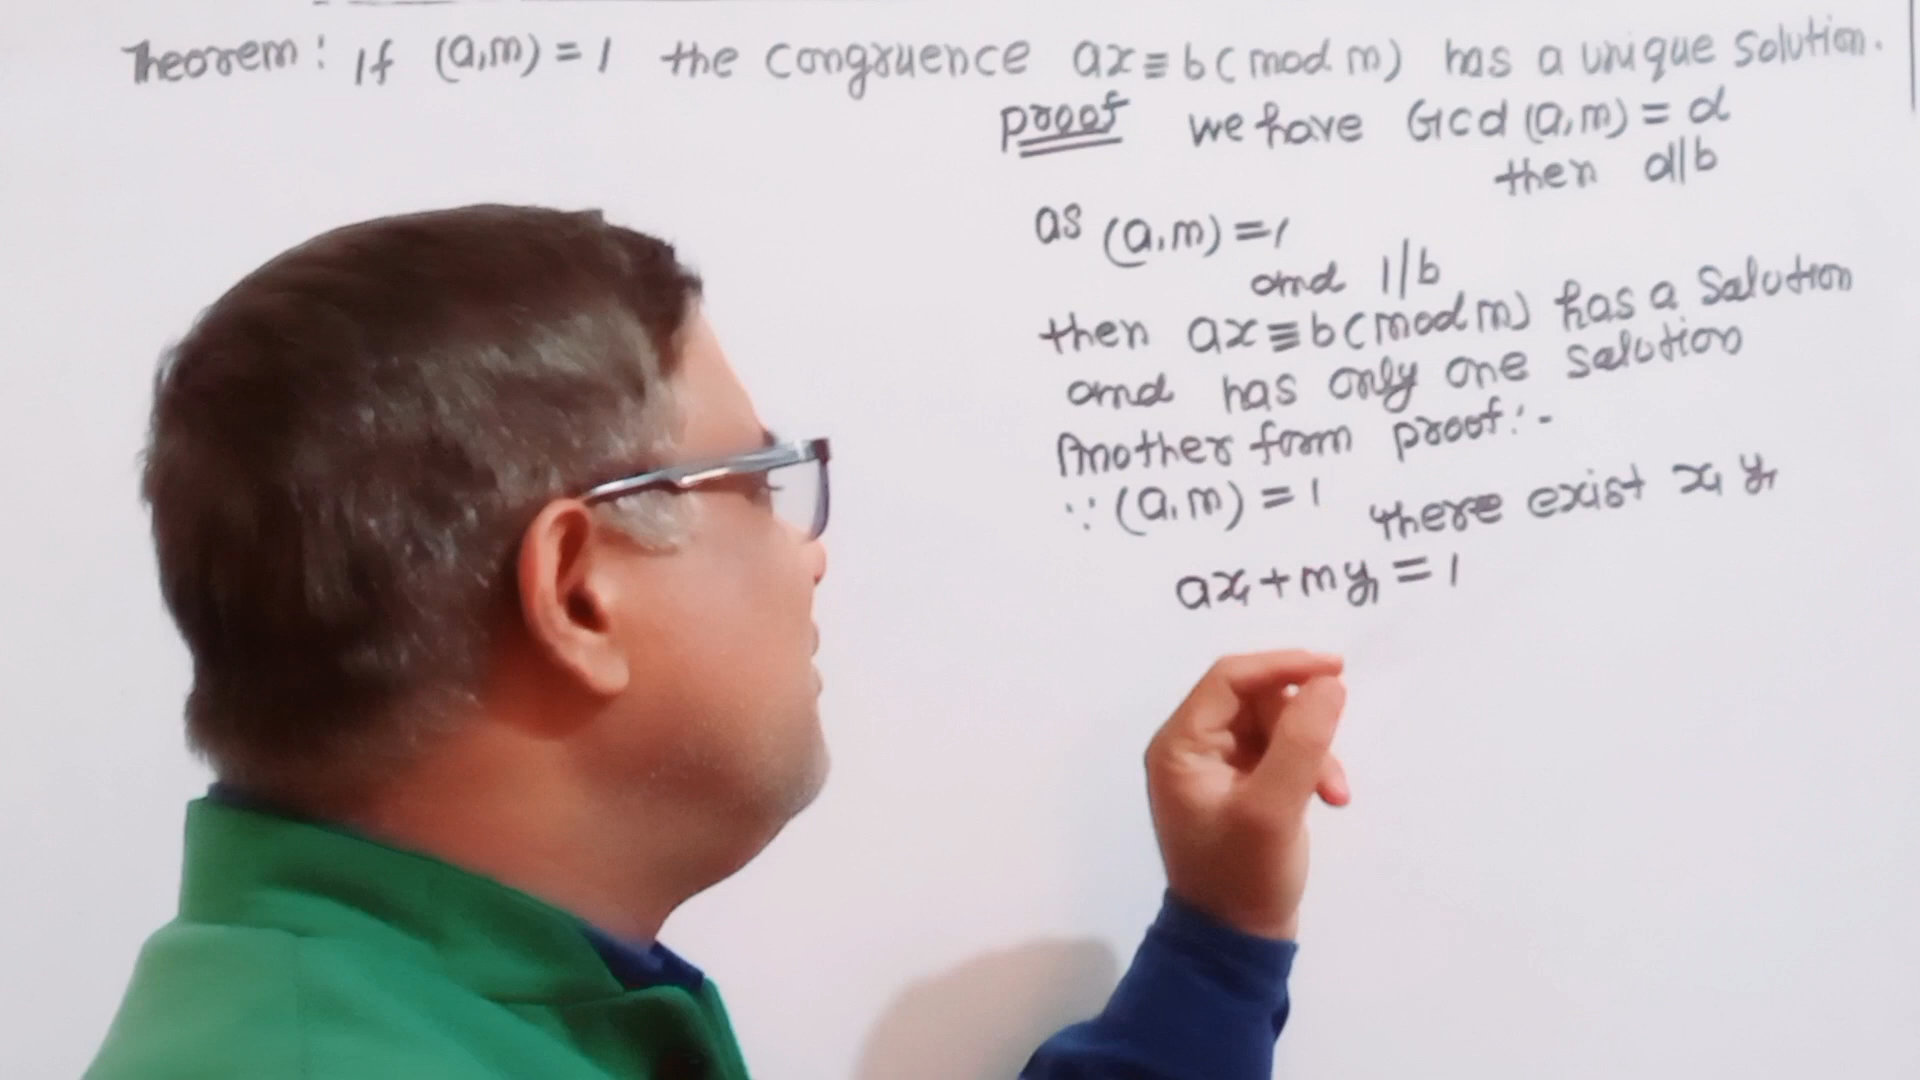 Theorem: If (a,m) = 1 the congruence ax ≡ b (mod m) has a unique solution.
Proof we have Gcd (a,m) = d
then d|b
as (a,m) = 1
and 1|b
then ax ≡ b (mod m) has a salution
and has only one salution
Another form proof:-
∵ (a,m) = 1 there exist x₁ y₁
ax₁ + my₁ = 1